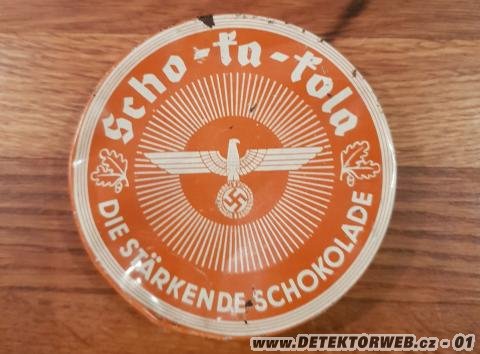 Scho-ka-kola
DIE STÄRKENDE SCHOKOLADE
www.DETEKTORWEB.cz - 01